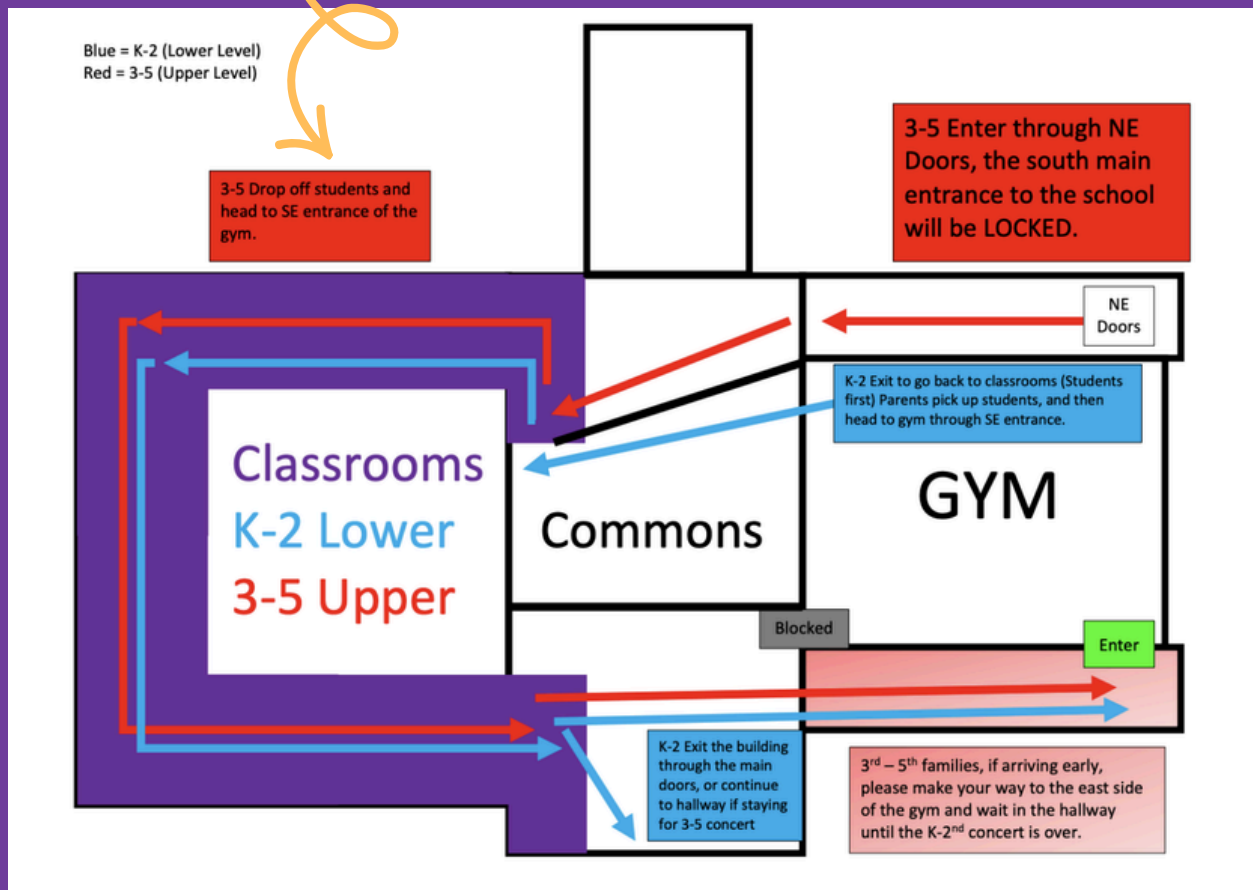 Blue = K-2 (Lower Level)
Red = 3-5 (Upper Level)
3-5 Drop off students and
head to SE entrance of the
gym.
3-5 Enter through NE
Doors, the south main
entrance to the school
will be LOCKED.
NE
Doors
K-2 Exit to go back to classrooms (Students
first) Parents pick up students, and then
head to gym through SE entrance.
Classrooms
K-2 Lower
3-5 Upper
Commons
GYM
Blocked
Enter
K-2 Exit the building
through the main
doors, or continue
to hallway if staying
for 3-5 concert
3rd – 5th families, if arriving early,
please make your way to the east side
of the gym and wait in the hallway
until the K-2nd concert is over.